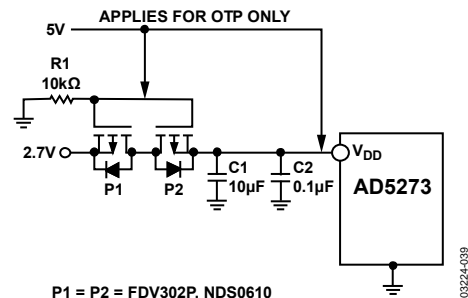 APPLIES FOR OTP ONLY
5V
R1
10kΩ
2.7V
P1
P2
C1
10µF
C2
0.1µF
VDD
AD5273
P1 = P2 = FDV302P, NDS0610
03224-039